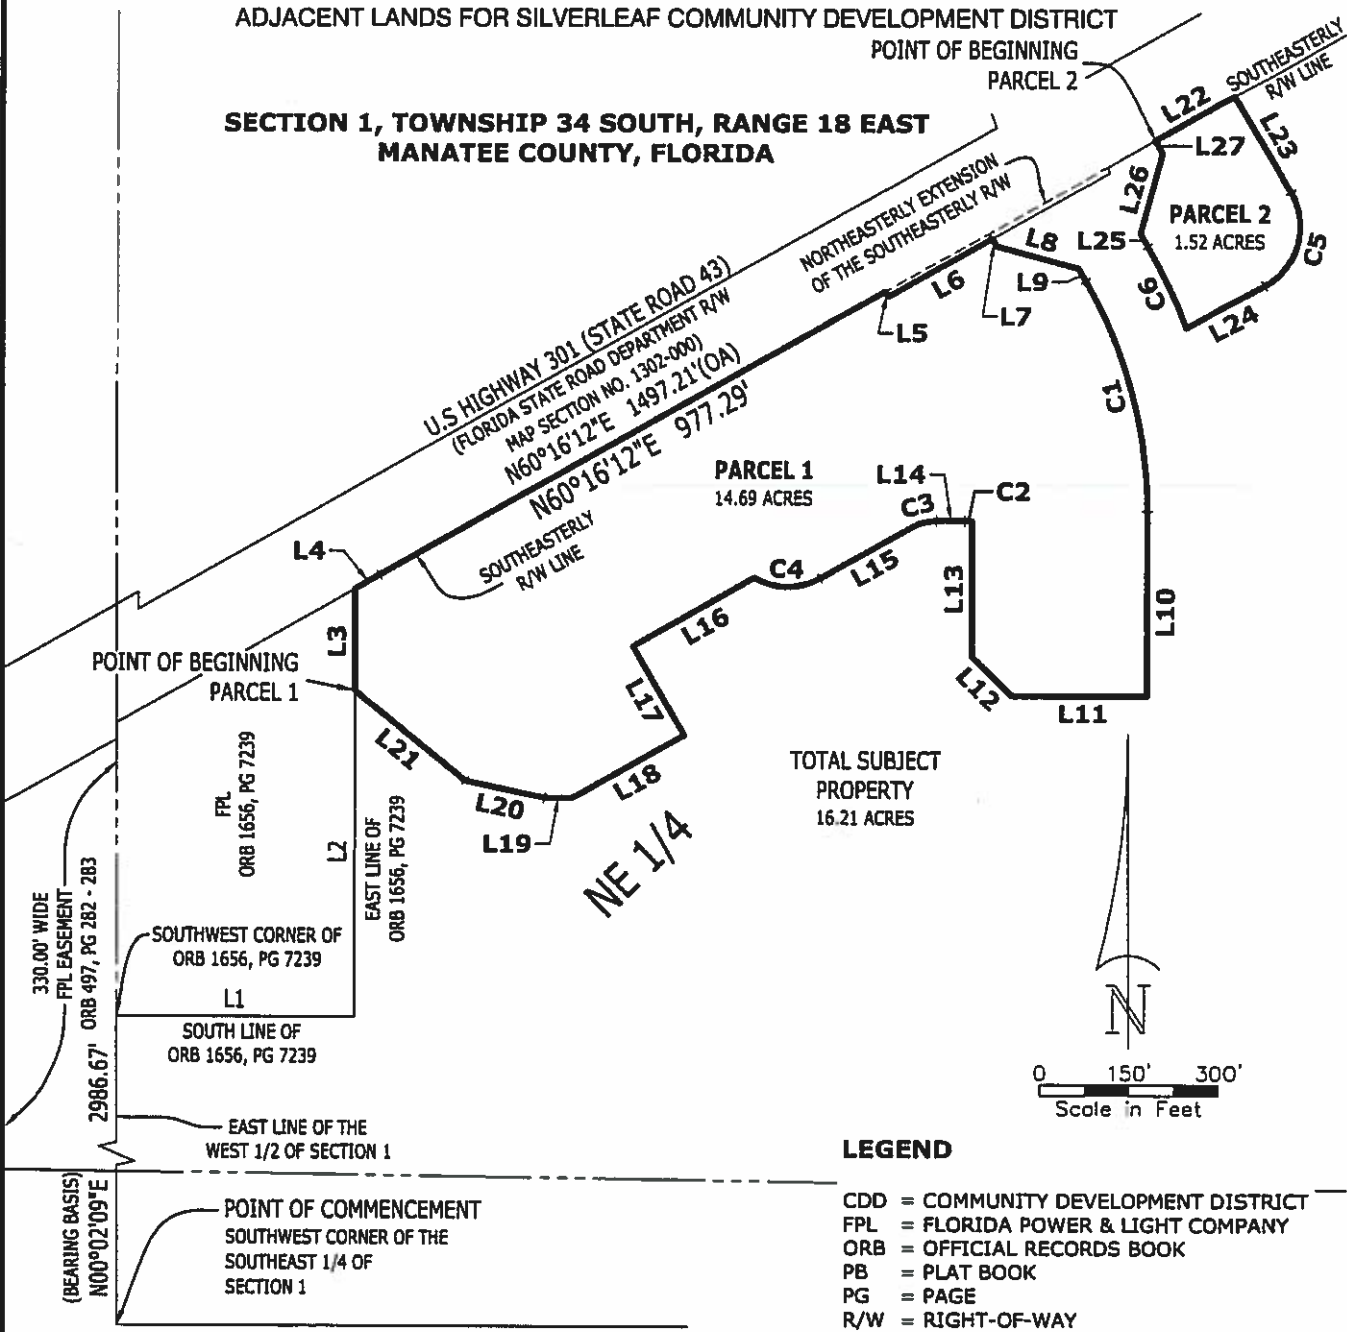 ADJACENT LANDS FOR SILVERLEAF COMMUNITY DEVELOPMENT DISTRICT
POINT OF BEGINNING
PARCEL 2
SECTION 1, TOWNSHIP 34 SOUTH, RANGE 18 EAST
MANATEE COUNTY, FLORIDA
SOUTHEASTERLY
R/W LINE
L22
L23
L27
L26
PARCEL 2
1.52 ACRES
L25
C5
C6
L24
NORTHEASTERLY EXTENSION
OF THE SOUTHEASTERLY R/W
L8
L9
L6
L7
L5
U.S HIGHWAY 301 (STATE ROAD 43)
(FLORIDA STATE ROAD DEPARTMENT R/W
MAP SECTION NO. 1302-000)
N60°16'12"E 1497.21'(OA)
N60°16'12"E 977.29'
C1
PARCEL 1
14.69 ACRES
L14
C2
C3
L4
SOUTHEASTERLY
R/W LINE
C4
L15
L13
L10
L3
L16
POINT OF BEGINNING
PARCEL 1
L17
L12
L11
L21
L18
L20
L19
TOTAL SUBJECT
PROPERTY
16.21 ACRES
NE 1/4
FPL
ORB 1656, PG 7239
L2
EAST LINE OF
ORB 1656, PG 7239
330.00' WIDE
FPL EASEMENT
ORB 497, PG 282 - 283
SOUTHWEST CORNER OF
ORB 1656, PG 7239
L1
SOUTH LINE OF
ORB 1656, PG 7239
2986.67'
EAST LINE OF THE
WEST 1/2 OF SECTION 1
(BEARING BASIS)
N00°02'09"E
POINT OF COMMENCEMENT
SOUTHWEST CORNER OF THE
SOUTHEAST 1/4 OF
SECTION 1
N
0 150' 300'
Scale in Feet
LEGEND
CDD = COMMUNITY DEVELOPMENT DISTRICT
FPL = FLORIDA POWER & LIGHT COMPANY
ORB = OFFICIAL RECORDS BOOK
PB = PLAT BOOK
PG = PAGE
R/W = RIGHT-OF-WAY